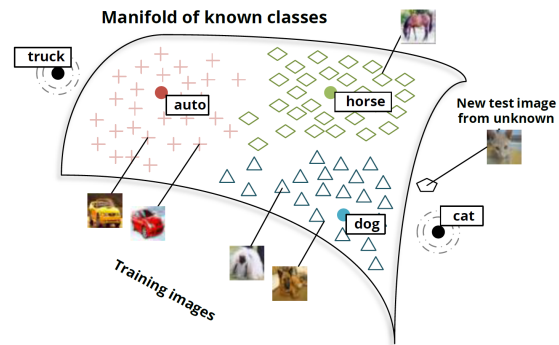 Manifold of known classes
truck
auto
horse
New test image
from unknown
cat
dog
Training images